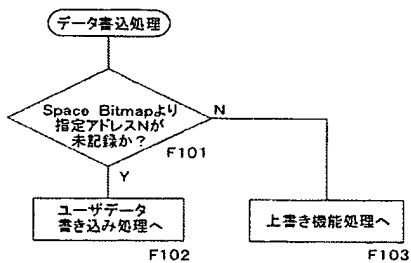 データ書込処理
Space Bitmapより
指定アドレスNが
未記録か？
N
F101
Y
ユーザデータ
書き込み処理へ
F102
上書き機能処理へ
F103